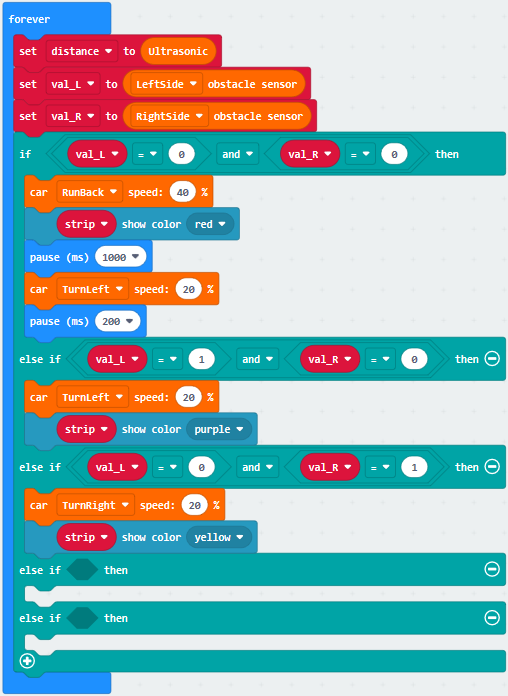 forever
set distance to Ultrasonic
set val_L to LeftSide obstacle sensor
set val_R to RightSide obstacle sensor
if val_L = 0 and val_R = 0 then
car RunBack speed: 40 %
strip show color red
pause (ms) 1000
car TurnLeft speed: 20 %
pause (ms) 200
else if val_L = 1 and val_R = 0 then
car TurnLeft speed: 20 %
strip show color purple
else if val_L = 0 and val_R = 1 then
car TurnRight speed: 20 %
strip show color yellow
else if then
else if then